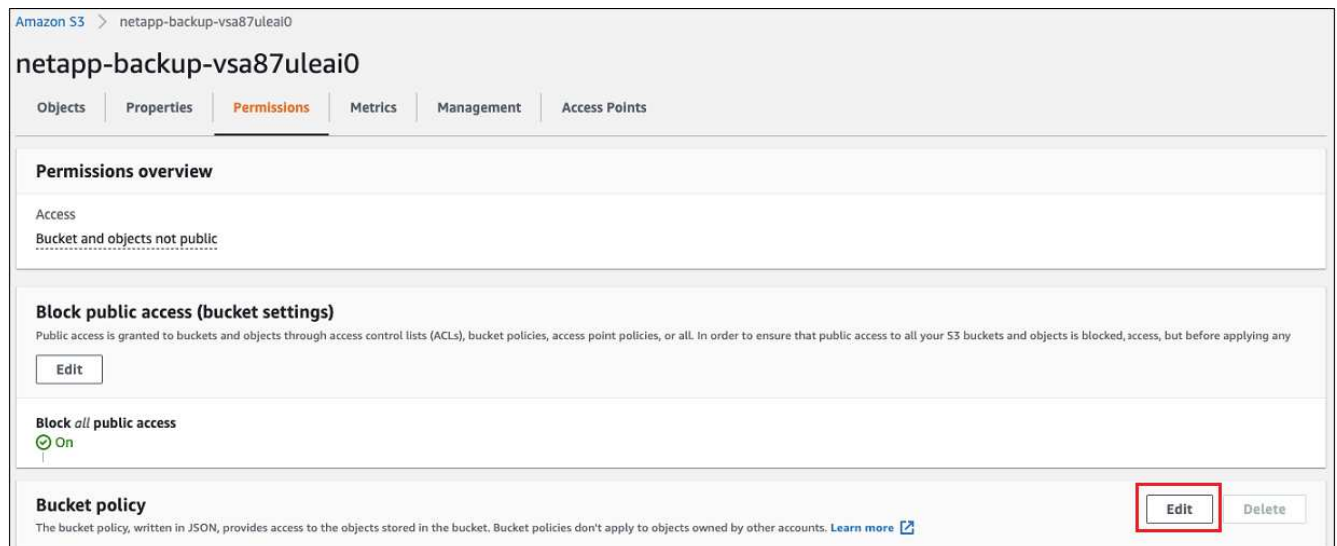 Amazon S3 > netapp-backup-vsa87uleai0
netapp-backup-vsa87uleai0
Objects Properties Permissions Metrics Management Access Points
Permissions overview
Access
Bucket and objects not public
Block public access (bucket settings)
Public access is granted to buckets and objects through access control lists (ACLs), bucket policies, access point policies, or all. In order to ensure that public access to all your S3 buckets and objects is blocked, access, but before applying any
Edit
Block all public access
On
Bucket policy
Edit Delete
The bucket policy, written in JSON, provides access to the objects stored in the bucket. Bucket policies don't apply to objects owned by other accounts. Learn more